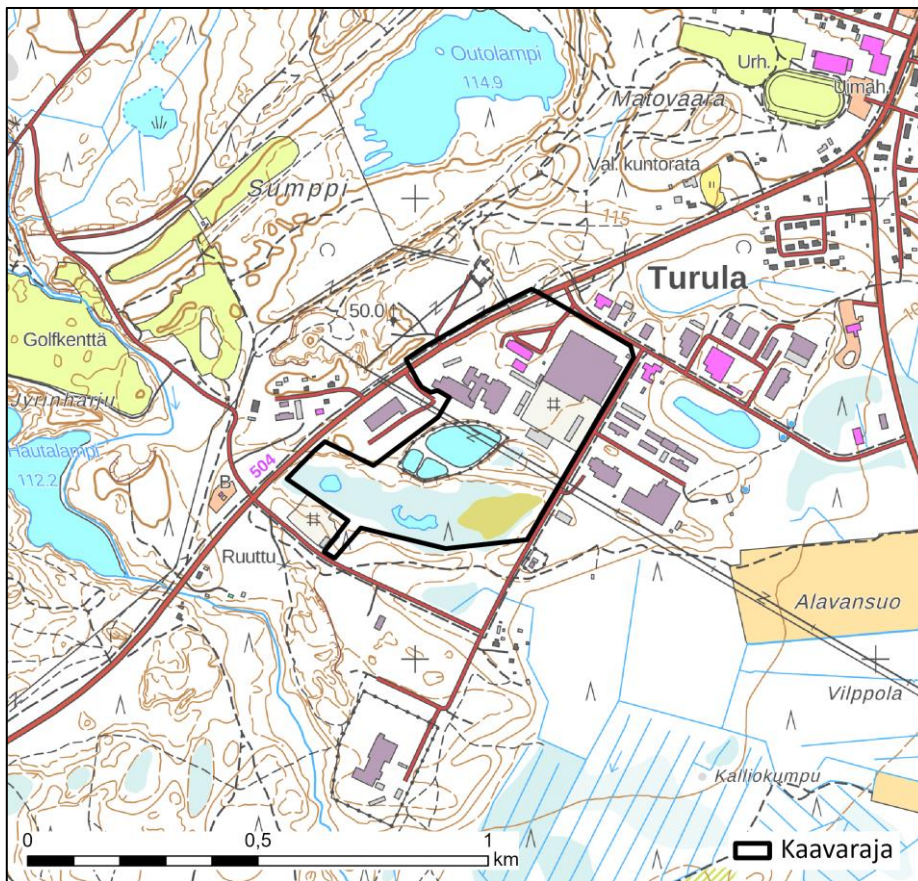 Outolampi
114.9
Urh.
Uimah.
Matovaara
Val. kuntorata
Sumppi
115
Turula
50.0
Golfkenttä
Jyrinharju
Hautalampi
112.2
504
B
Ruuttu
Alavansuo
Vilppola
Kalliokumpu
0
0,5
1
km
Kaavaraja